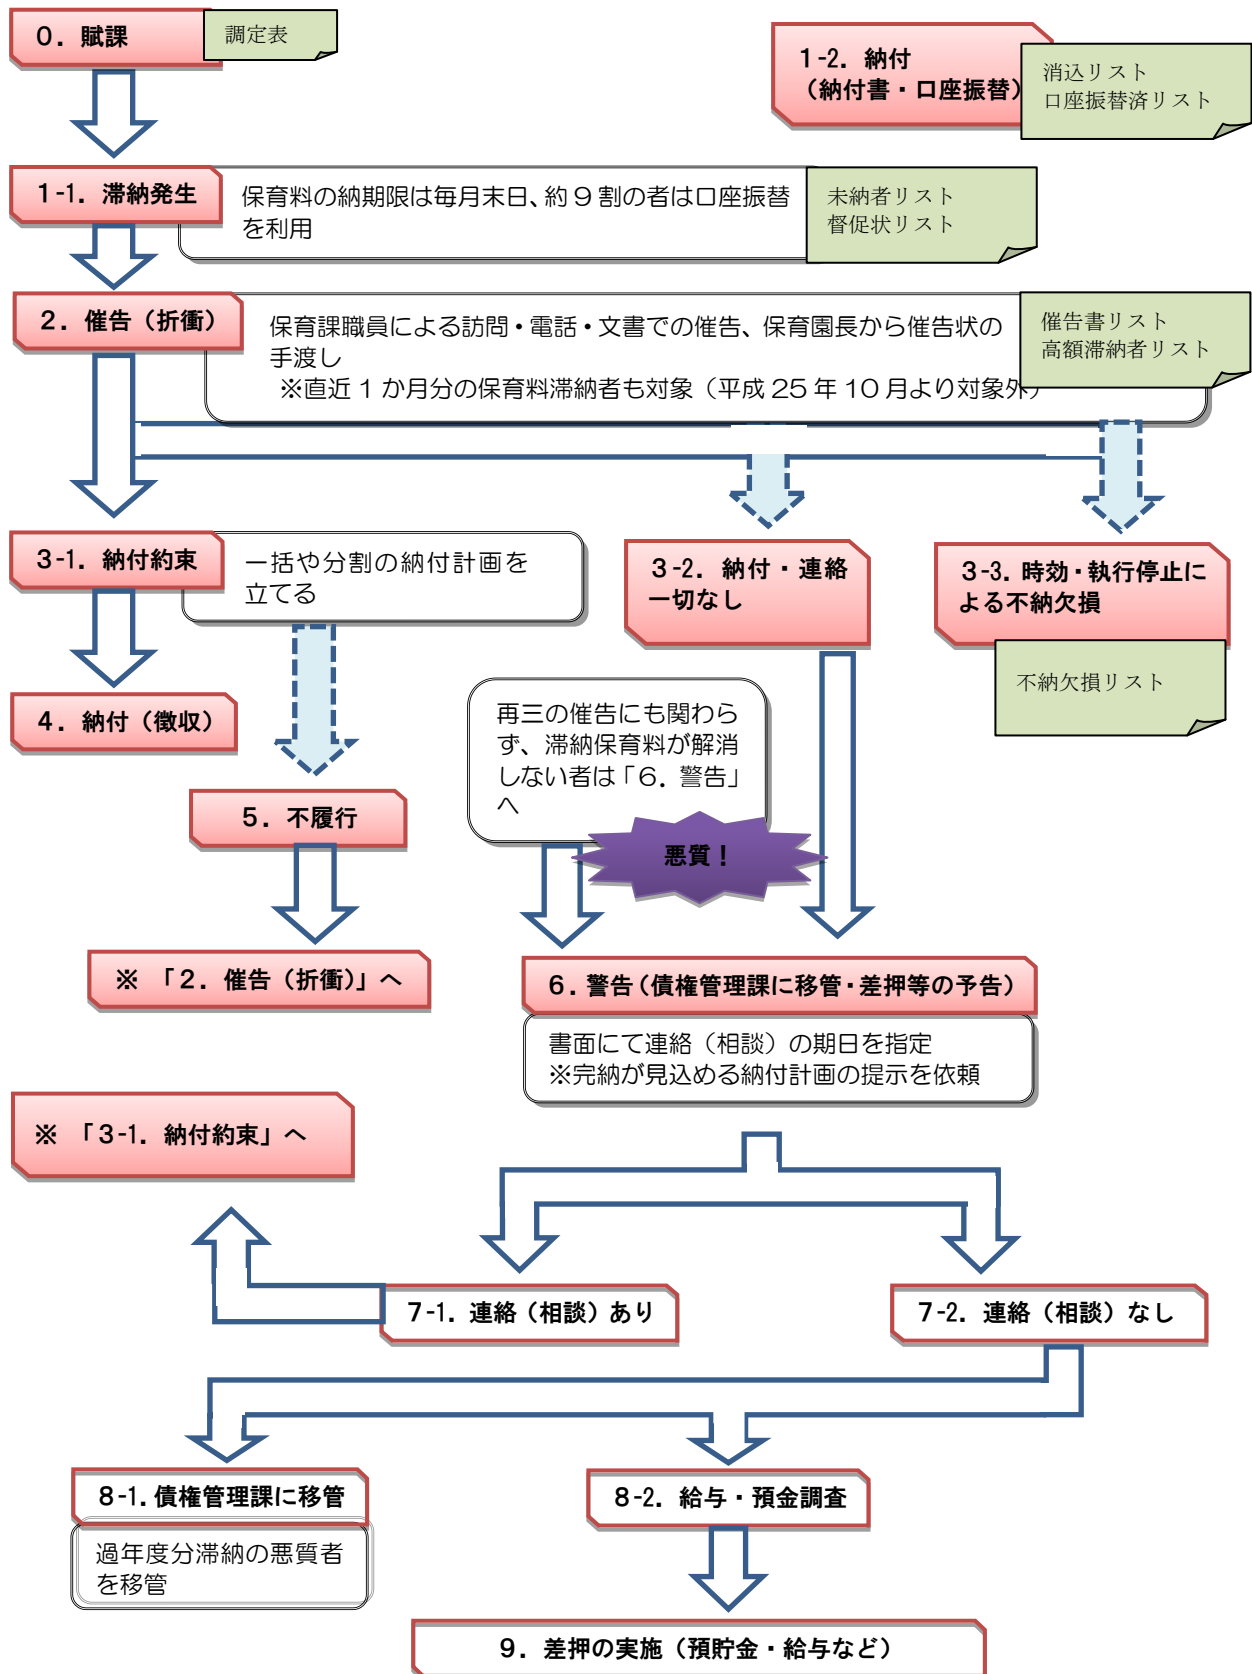 ０．賦課
調定表
1-2．納付
（納付書・口座振替）
消込リスト
口座振替済リスト
1-1．滞納発生
保育料の納期限は毎月末日、約９割の者は口座振替
を利用
未納者リスト
督促状リスト
２．催告（折衝）
保育課職員による訪問・電話・文書での催告、保育園長から催告状の
手渡し
※直近１か月分の保育料滞納者も対象（平成 25 年 10 月より対象外）
催告書リスト
高額滞納者リスト
3-1．納付約束
一括や分割の納付計画を
立てる
3-2．納付・連絡
一切なし
3-3．時効・執行停止に
よる不納欠損
不納欠損リスト
４．納付（徴収）
再三の催告にも関わら
ず、滞納保育料が解消
しない者は「６．警告」
へ
５．不履行
悪質！
※　「２．催告（折衝）」へ
６．警告（債権管理課に移管・差押等の予告）
書面にて連絡（相談）の期日を指定
※完納が見込める納付計画の提示を依頼
※　「3-1．納付約束」へ
7-1．連絡（相談）あり
7-2．連絡（相談）なし
8-1．債権管理課に移管
過年度分滞納の悪質者
を移管
8-2．給与・預金調査
９．差押の実施（預貯金・給与など）